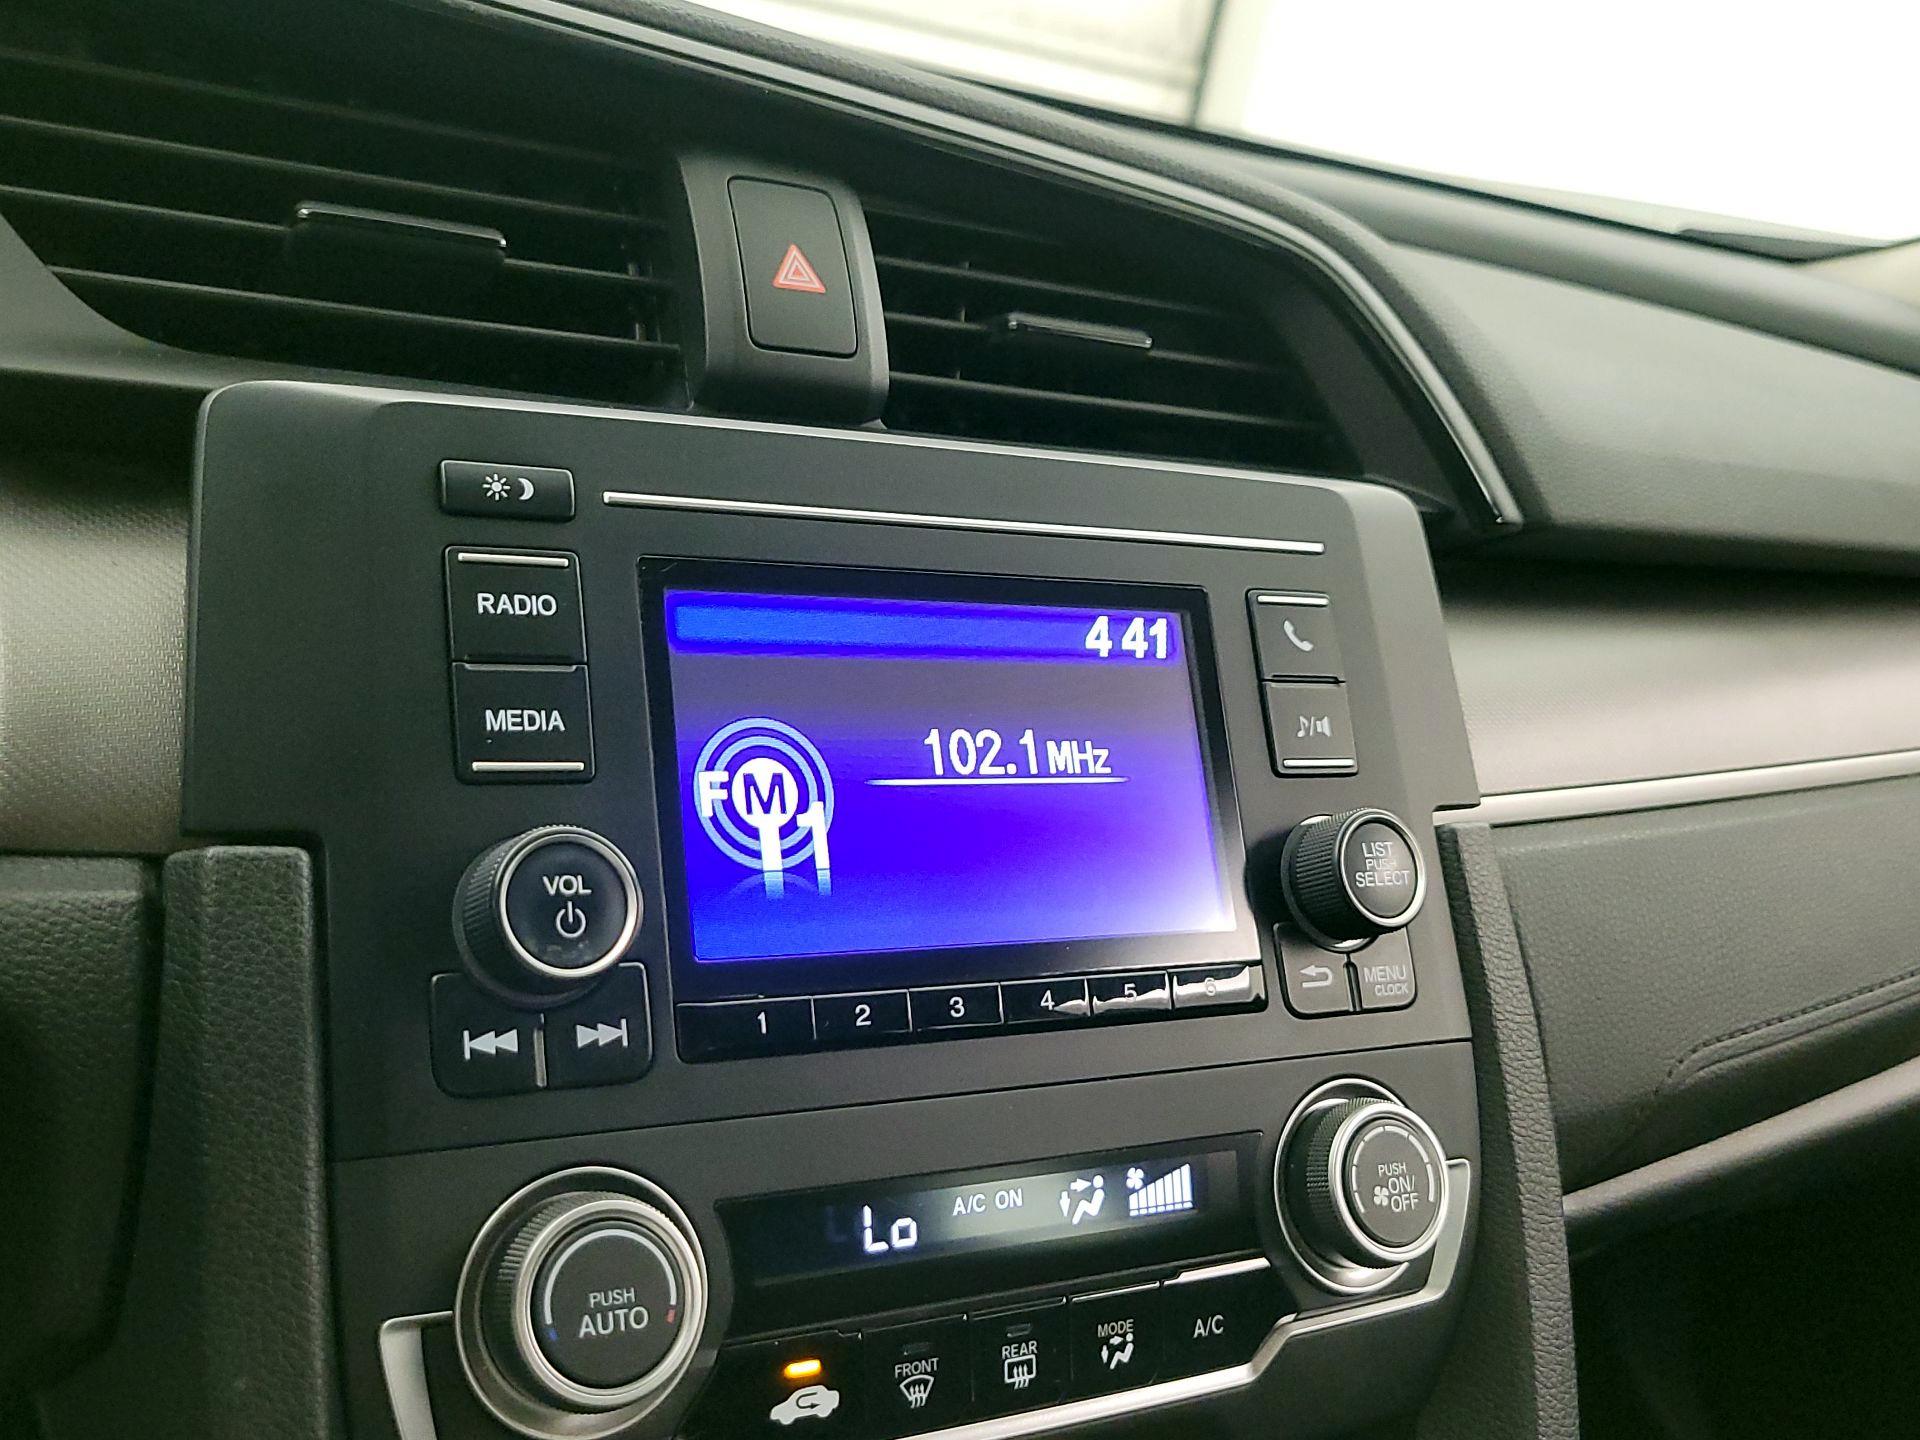 RADIO
4 41
MEDIA
102.1 MHz
FM
1
LIST
PUSH
SELECT
VOL
MENU
CLOCK
1 2 3 4 5 6
Lo A/C ON
PUSH
ON/
OFF
PUSH
AUTO
FRONT
REAR
MODE
A/C